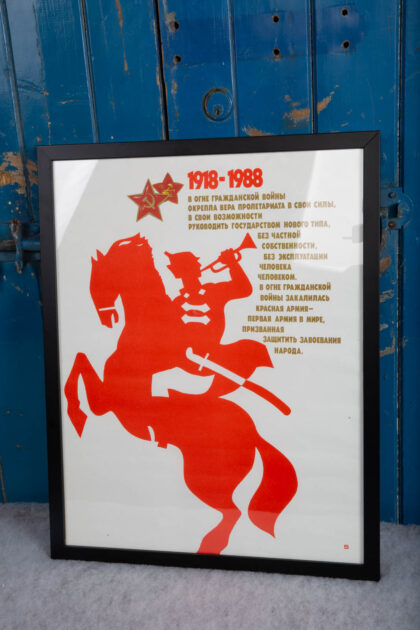 1918-1988
В ОГНЕ ГРАЖДАНСКОЙ ВОЙНЫ
ОКРЕПЛА ВЕРА ПРОЛЕТАРИАТА В СВОИ СИЛЫ,
В СВОИ ВОЗМОЖНОСТИ
РУКОВОДИТЬ ГОСУДАРСТВОМ НОВОГО ТИПА,
БЕЗ ЧАСТНОЙ
СОБСТВЕННОСТИ,
БЕЗ ЭКСПЛУАТАЦИИ
ЧЕЛОВЕКА
ЧЕЛОВЕКОМ.
В ОГНЕ ГРАЖДАНСКОЙ
ВОЙНЫ ЗАКАЛИЛАСЬ
КРАСНАЯ АРМИЯ—
ПЕРВАЯ АРМИЯ В МИРЕ,
ПРИЗВАННАЯ
ЗАЩИТИТЬ ЗАВОЕВАНИЯ
НАРОДА.